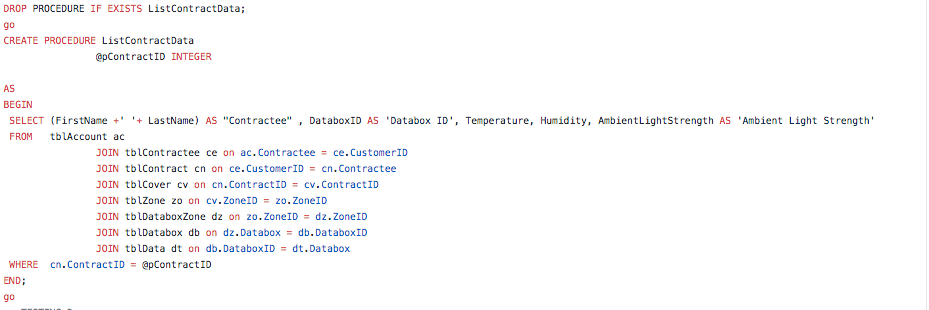 DROP PROCEDURE IF EXISTS ListContractData;
go
CREATE PROCEDURE ListContractData
@pContractID INTEGER
AS
BEGIN
SELECT (FirstName +' '+ LastName) AS "Contractee" , DataboxID AS 'Databox ID', Temperature, Humidity, AmbientLightStrength AS 'Ambient Light Strength'
FROM tblAccount ac
JOIN tblContractee ce on ac.Contractee = ce.CustomerID
JOIN tblContract cn on ce.CustomerID = cn.Contractee
JOIN tblCover cv on cn.ContractID = cv.ContractID
JOIN tblZone zo on cv.ZoneID = zo.ZoneID
JOIN tblDataboxZone dz on zo.ZoneID = dz.ZoneID
JOIN tblDatabox db on dz.Databox = db.DataboxID
JOIN tblData dt on db.DataboxID = dt.Databox
WHERE cn.ContractID = @pContractID
END;
go